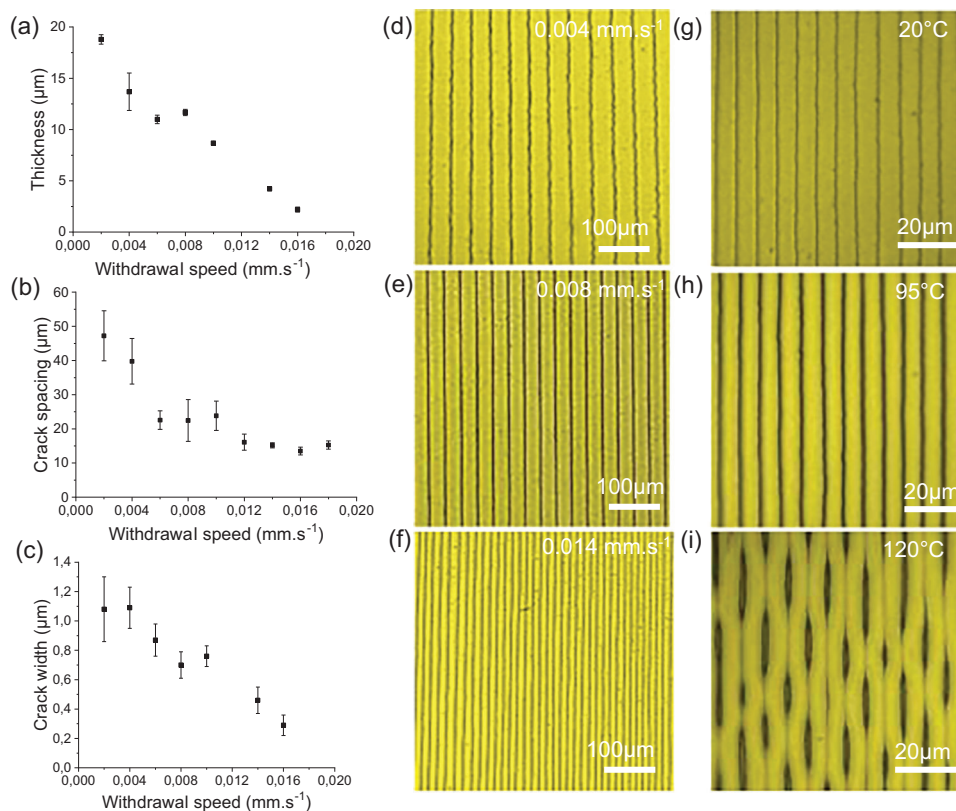 (a)
20
15
10
5
0
Thickness (µm)
0,000 0,004 0,008 0,012 0,016 0,020
Withdrawal speed (mm.s⁻¹)
(b)
60
50
40
30
20
10
0
Crack spacing (µm)
0,000 0,004 0,008 0,012 0,016 0,020
Withdrawal speed (mm.s⁻¹)
(c)
1,4
1,2
1,0
0,8
0,6
0,4
0,2
0,0
Crack width (µm)
0,000 0,004 0,008 0,012 0,016 0,020
Withdrawal speed (mm.s⁻¹)
(d)
0.004 mm.s⁻¹
100µm
(e)
0.008 mm.s⁻¹
100µm
(f)
0.014 mm.s⁻¹
100µm
(g)
20°C
20µm
(h)
95°C
20µm
(i)
120°C
20µm